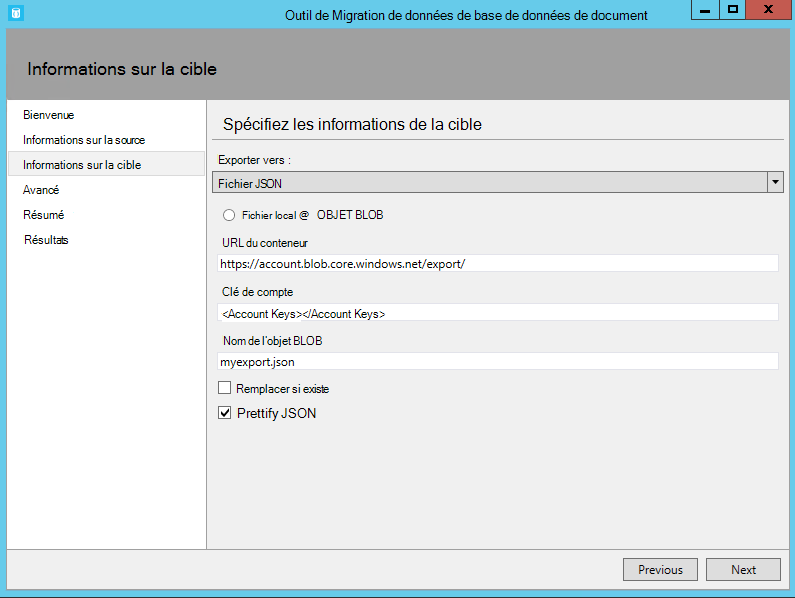 Outil de Migration de données de base de données de document
Informations sur la cible
Bienvenue
Informations sur la source
Informations sur la cible
Avancé
Résumé
Résultats
Spécifiez les informations de la cible
Exporter vers :
Fichier JSON
Fichier local @ OBJET BLOB
URL du conteneur
https://account.blob.core.windows.net/export/
Clé de compte
<Account Keys></Account Keys>
Nom de l'objet BLOB
myexport.json
Remplacer si existe
Prettify JSON
Previous Next